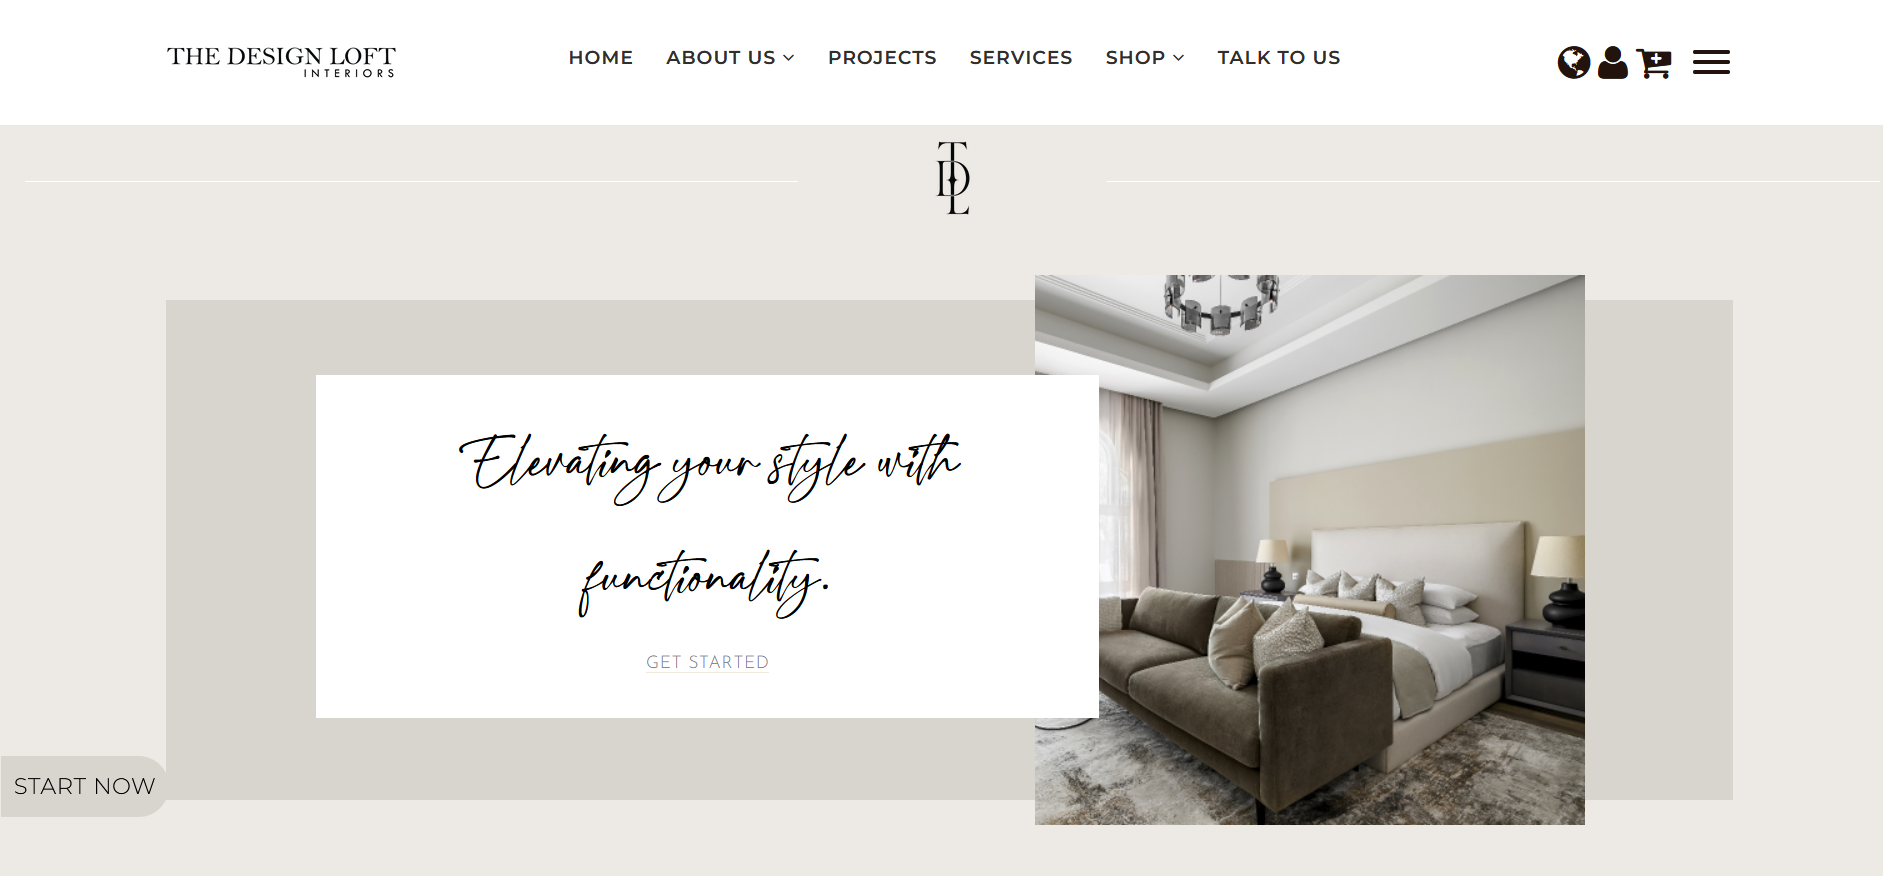 THE DESIGN LOFT
INTERIORS
HOME ABOUT US PROJECTS SERVICES SHOP TALK TO US
TDL
Elevating your style with
functionality.
GET STARTED
START NOW